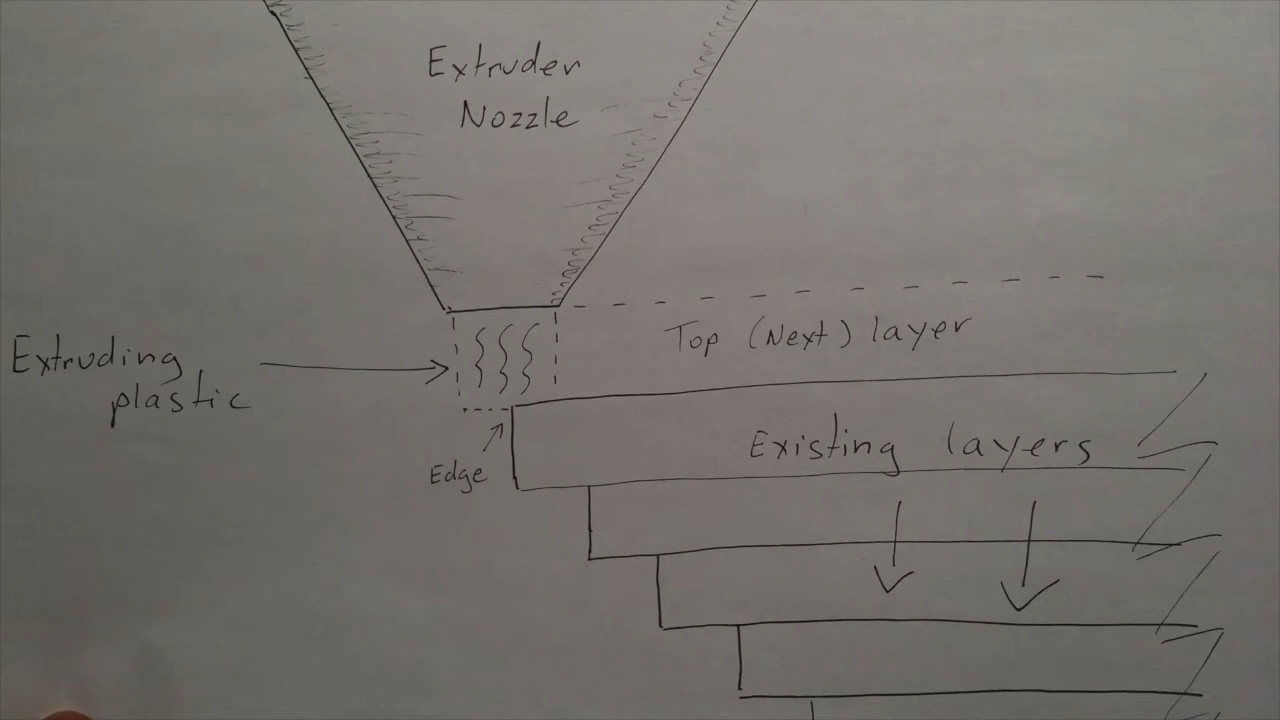 Extruder
Nozzle
Top (Next) layer
Extruding
plastic
Edge
Existing layers